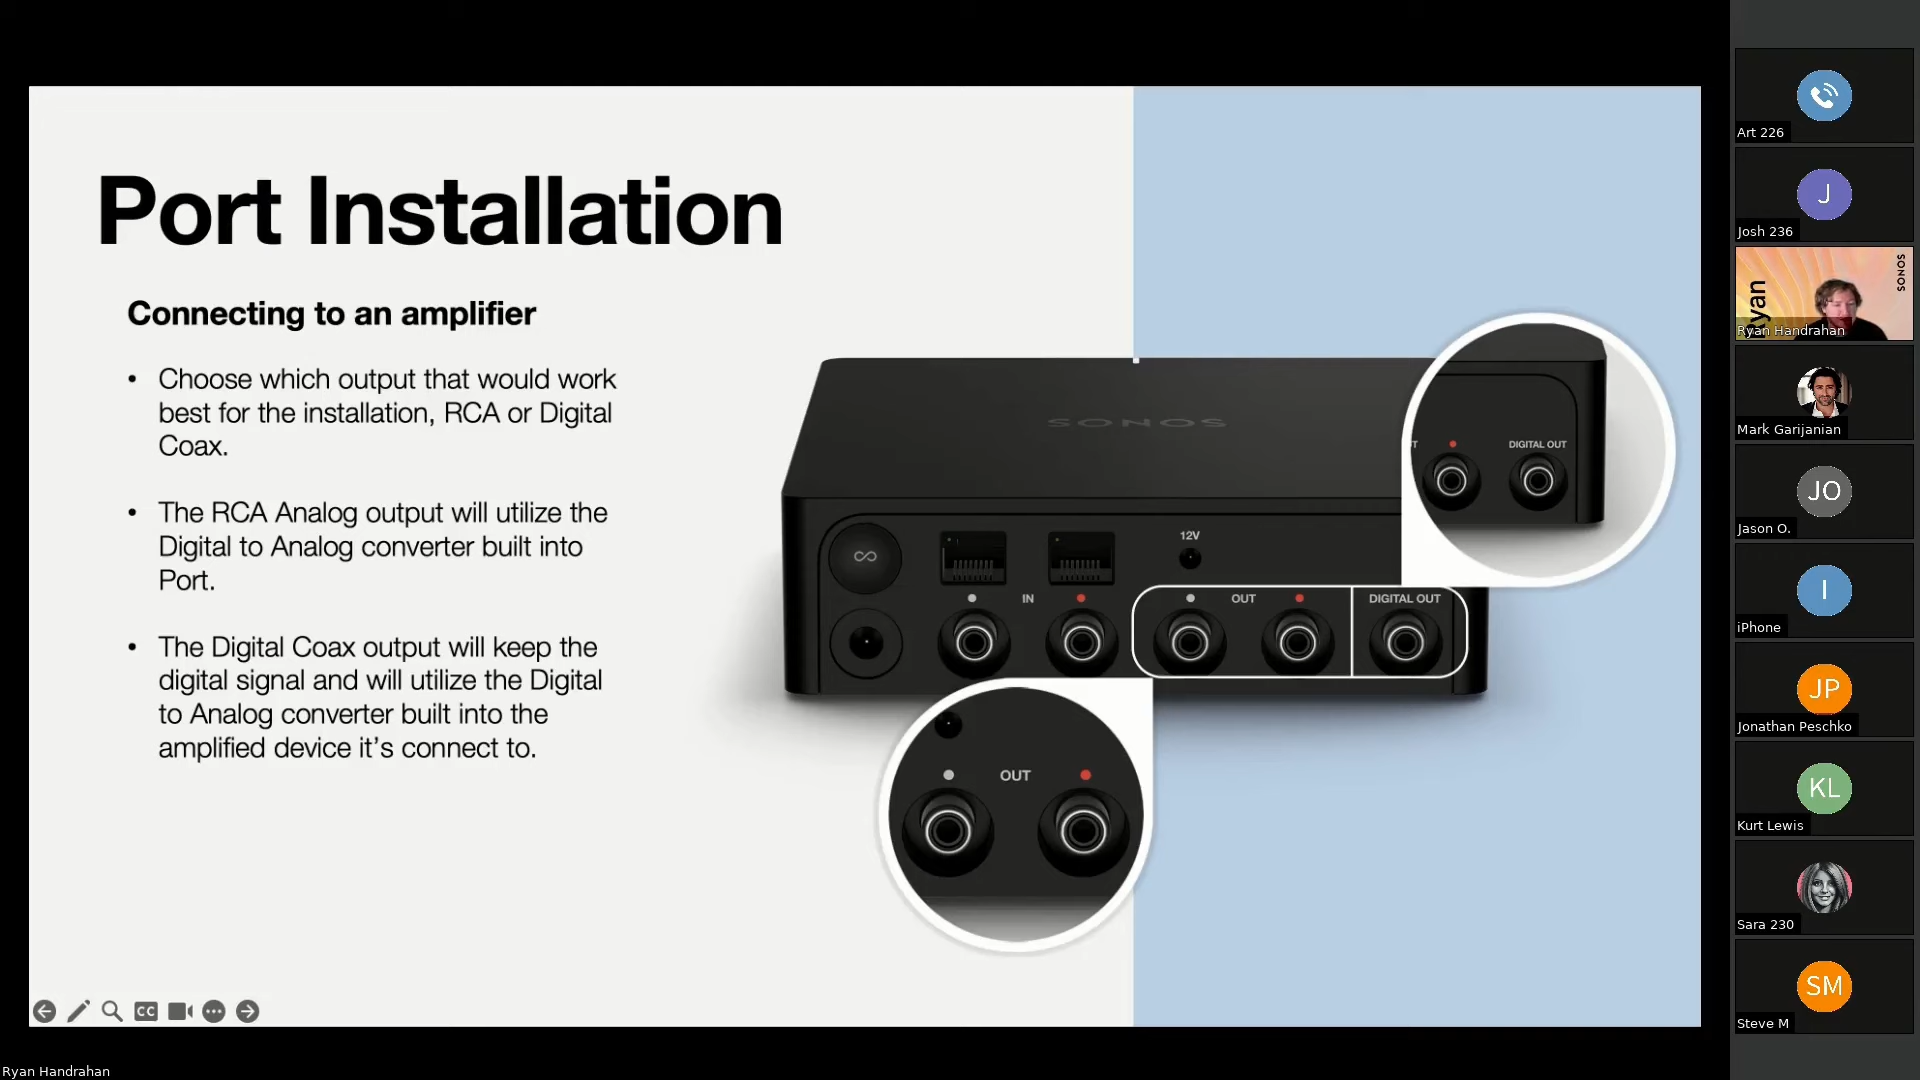 Port Installation
Connecting to an amplifier
• Choose which output that would work
best for the installation, RCA or Digital
Coax.
• The RCA Analog output will utilize the
Digital to Analog converter built into
Port.
• The Digital Coax output will keep the
digital signal and will utilize the Digital
to Analog converter built into the
amplified device it's connect to.
SONOS
12V
IN
OUT
DIGITAL OUT
T
DIGITAL OUT
OUT
CC
Art 226
J
Josh 236
Ryan
SONOS
Ryan Handrahan
Mark Garijanian
JO
Jason O.
I
iPhone
JP
Jonathan Peschko
KL
Kurt Lewis
Sara 230
SM
Steve M
Ryan Handrahan